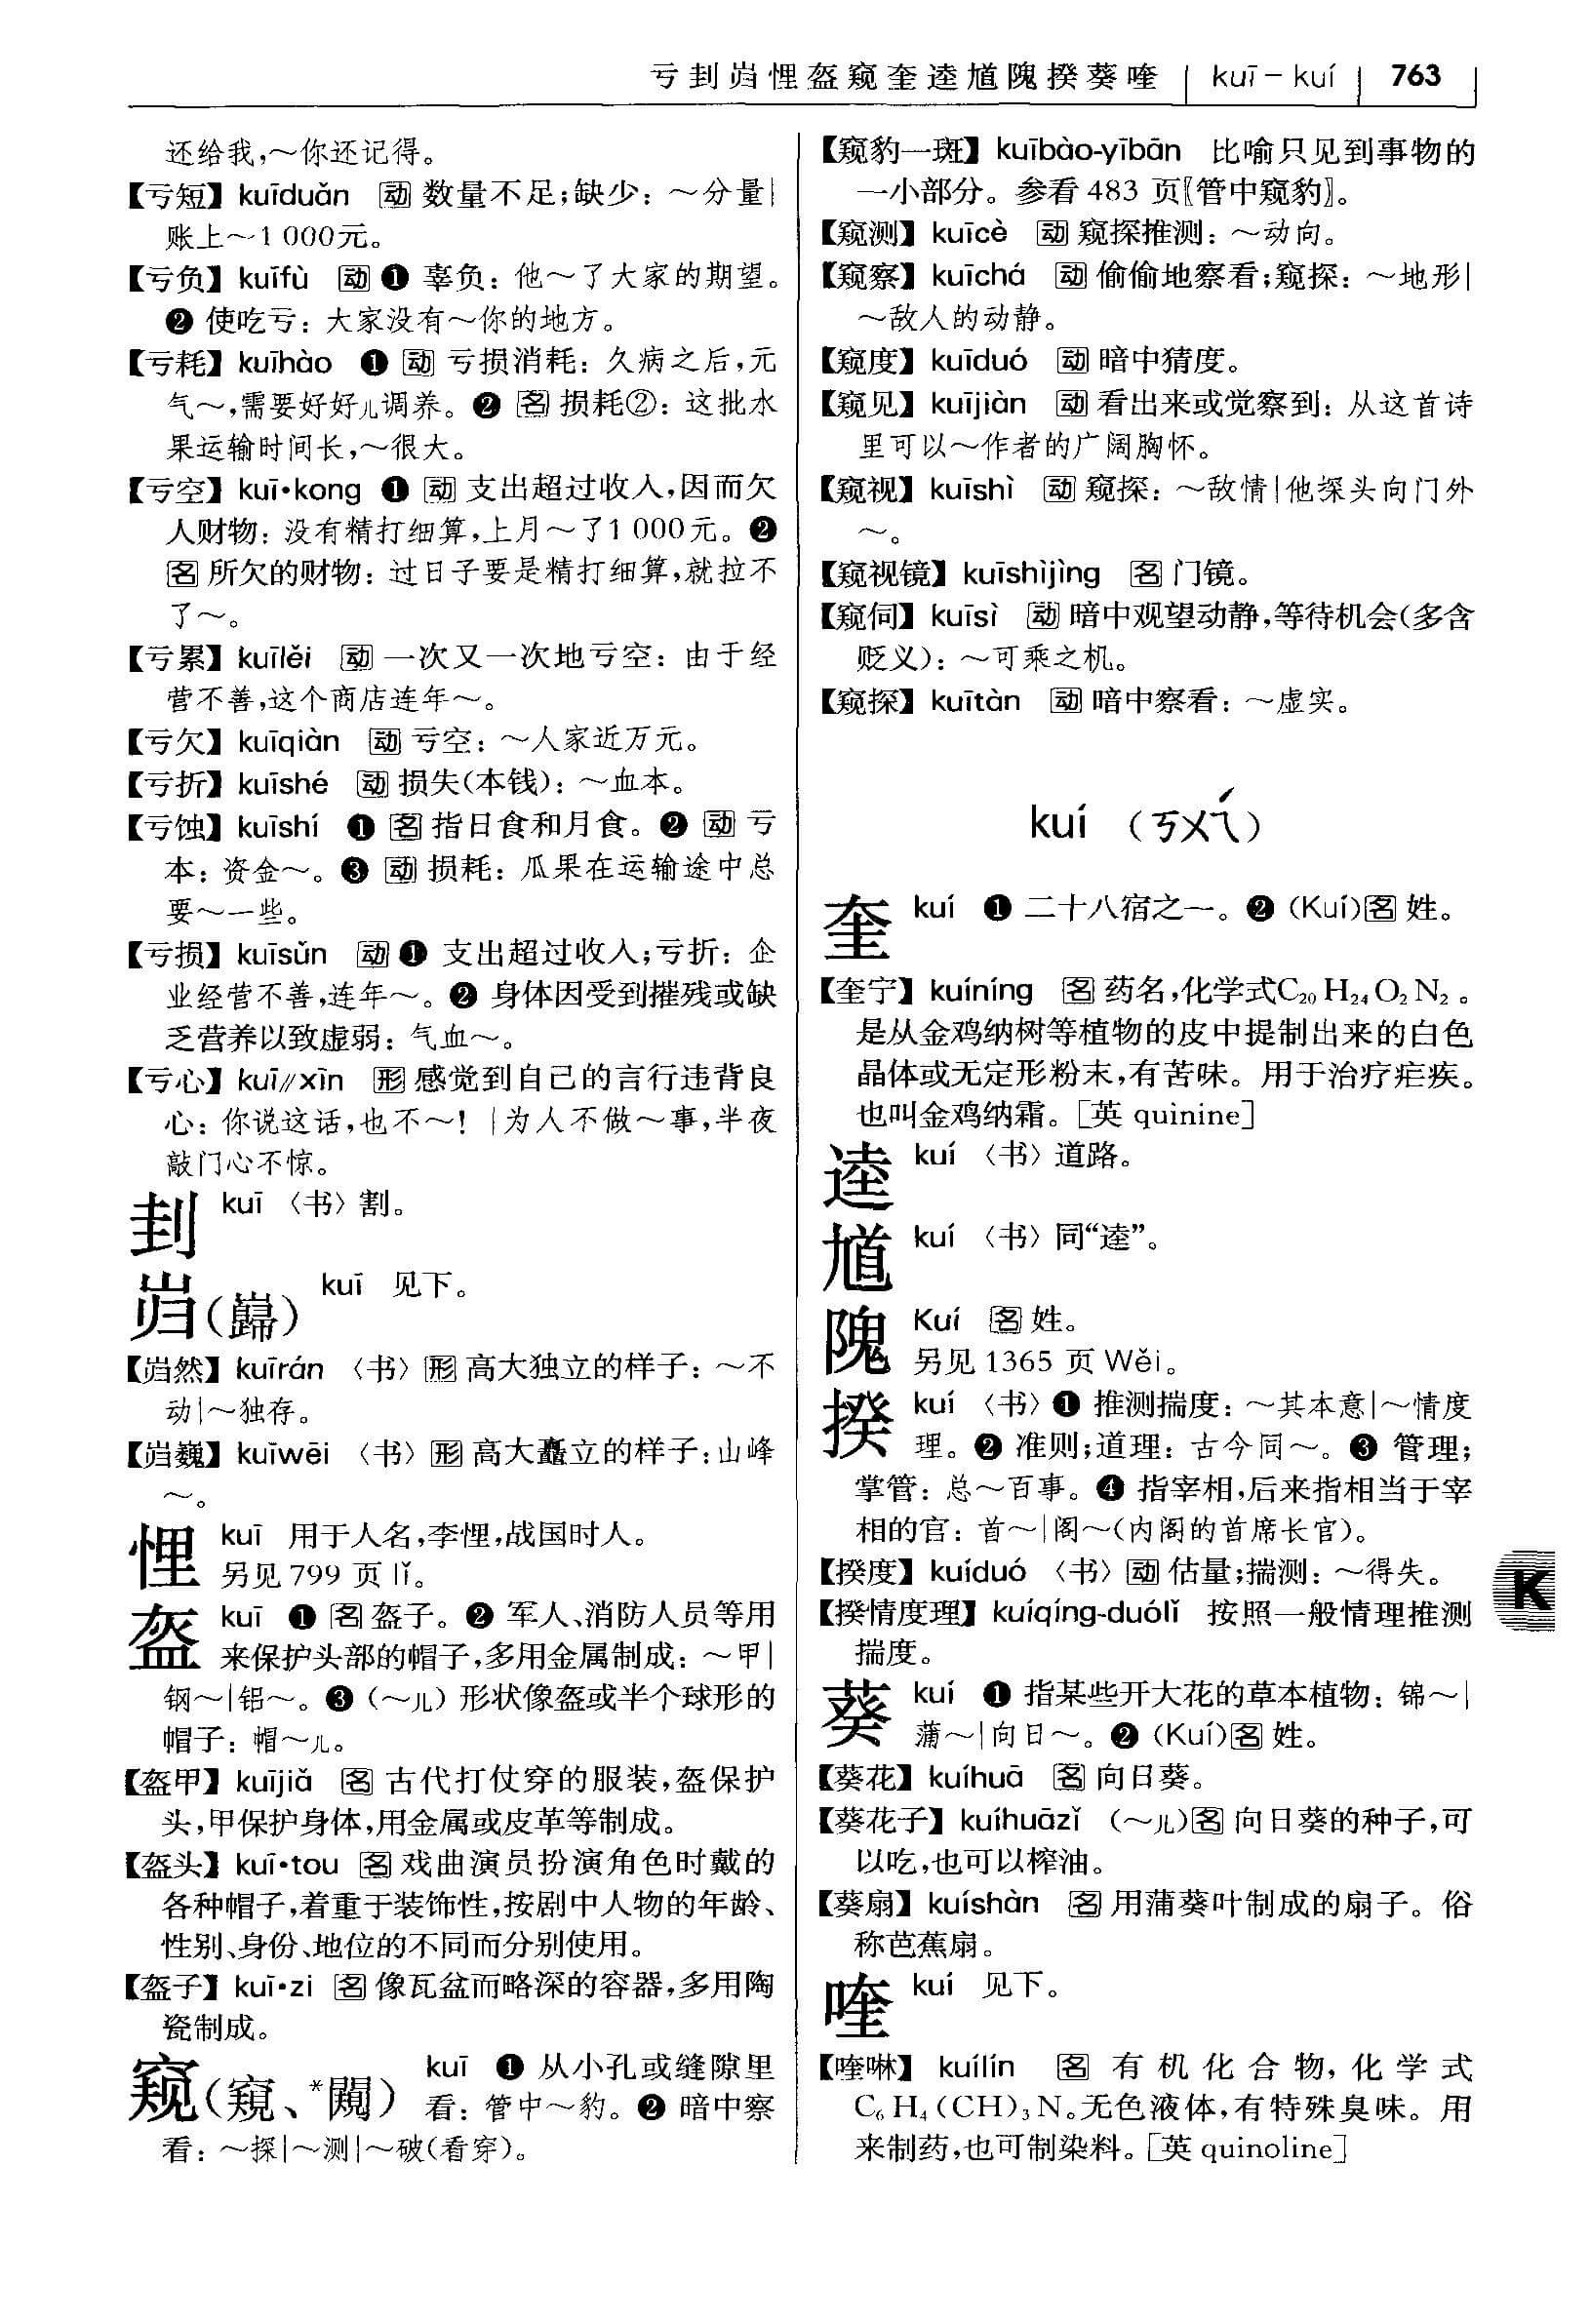 亏刲岿悝盔窥奎逵馗隗揆葵喹 kuī－kuí 763
还给我，～你还记得。
【亏短】 kuīduǎn 动 数量不足；缺少：～分量｜
账上～1 000元。
【亏负】 kuīfù 动 ❶ 辜负：他～了大家的期望。
❷ 使吃亏：大家没有～你的地方。
【亏耗】 kuīhào ❶ 动 亏损消耗：久病之后，元
气～，需要好好儿调养。❷ 名 损耗②：这批水
果运输时间长，～很大。
【亏空】 kuī•kong ❶ 动 支出超过收入，因而欠
人财物：没有精打细算，上月～了1 000元。❷
名 所欠的财物：过日子要是精打细算，就拉不
了～。
【亏累】 kuīlěi 动 一次又一次地亏空：由于经
营不善，这个商店连年～。
【亏欠】 kuīqiàn 动 亏空：～人家近万元。
【亏折】 kuīshé 动 损失（本钱）：～血本。
【亏蚀】 kuīshí ❶ 名 指日食和月食。❷ 动 亏
本：资金～。❸ 动 损耗：瓜果在运输途中总
要～一些。
【亏损】 kuīsǔn 动 ❶ 支出超过收入；亏折：企
业经营不善，连年～。❷ 身体因受到摧残或缺
乏营养以致虚弱：气血～。
【亏心】 kuī//xīn 形 感觉到自己的言行违背良
心：你说这话，也不～！｜为人不做～事，半夜
敲门心不惊。
刲 kuī 〈书〉割。
岿（巋） kuī 见下。
【岿然】 kuīrán 〈书〉 形 高大独立的样子：～不
动｜～独存。
【岿巍】 kuīwēi 〈书〉 形 高大矗立的样子：山峰
～。
悝 kuī 用于人名，李悝，战国时人。
另见 799 页 lǐ。
盔 kuī ❶ 名 盔子。❷ 军人、消防人员等用
来保护头部的帽子，多用金属制成：～甲｜
钢～｜铝～。❸（～儿）形状像盔或半个球形的
帽子：帽～儿。
【盔甲】 kuījiǎ 名 古代打仗穿的服装，盔保护
头，甲保护身体，用金属或皮革等制成。
【盔头】 kuī•tou 名 戏曲演员扮演角色时戴的
各种帽子，着重于装饰性，按剧中人物的年龄、
性别、身份、地位的不同而分别使用。
【盔子】 kuī•zi 名 像瓦盆而略深的容器，多用陶
瓷制成。
窥（窺、*闚） kuī ❶ 从小孔或缝隙里
看：管中～豹。❷ 暗中察
看：～探｜～测｜～破（看穿）。
【窥豹一斑】 kuībào-yībān 比喻只见到事物的
一小部分。参看 483 页〖管中窥豹〗。
【窥测】 kuīcè 动 窥探推测：～动向。
【窥察】 kuīchá 动 偷偷地察看；窥探：～地形｜
～敌人的动静。
【窥度】 kuīduó 动 暗中猜度。
【窥见】 kuījiàn 动 看出来或觉察到：从这首诗
里可以～作者的广阔胸怀。
【窥视】 kuīshì 动 窥探：～敌情｜他探头向门外
～。
【窥视镜】 kuīshìjìng 名 门镜。
【窥伺】 kuīsì 动 暗中观望动静，等待机会（多含
贬义）：～可乘之机。
【窥探】 kuītàn 动 暗中察看：～虚实。
kuí （ㄎㄨㄟˊ）
奎 kuí ❶ 二十八宿之一。❷ (Kuí) 名 姓。
【奎宁】 kuíníng 名 药名，化学式C₂₀H₂₄O₂N₂。
是从金鸡纳树等植物的皮中提制出来的白色
晶体或无定形粉末，有苦味。用于治疗疟疾。
也叫金鸡纳霜。［英 quinine］
逵 kuí 〈书〉道路。
馗 kuí 〈书〉同“逵”。
隗 Kuí 名 姓。
另见 1365 页 Wěi。
揆 kuí 〈书〉❶ 推测揣度：～其本意｜～情度
理。❷ 准则；道理：古今同～。❸ 管理；
掌管：总～百事。❹ 指宰相，后来指相当于宰
相的官：首～｜阁～（内阁的首席长官）。
【揆度】 kuíduó 〈书〉 动 估量；揣测：～得失。
【揆情度理】 kuíqíng-duólǐ 按照一般情理推测
揣度。
葵 kuí ❶ 指某些开大花的草本植物：锦～｜
蒲～｜向日～。❷ (Kuí) 名 姓。
【葵花】 kuíhuā 名 向日葵。
【葵花子】 kuíhuāzǐ （～儿） 名 向日葵的种子，可
以吃，也可以榨油。
【葵扇】 kuíshàn 名 用蒲葵叶制成的扇子。俗
称芭蕉扇。
喹 kuí 见下。
【喹啉】 kuílín 名 有机化合物，化学式
C₆H₄(CH)₃N。无色液体，有特殊臭味。用
来制药，也可制染料。［英 quinoline］
K